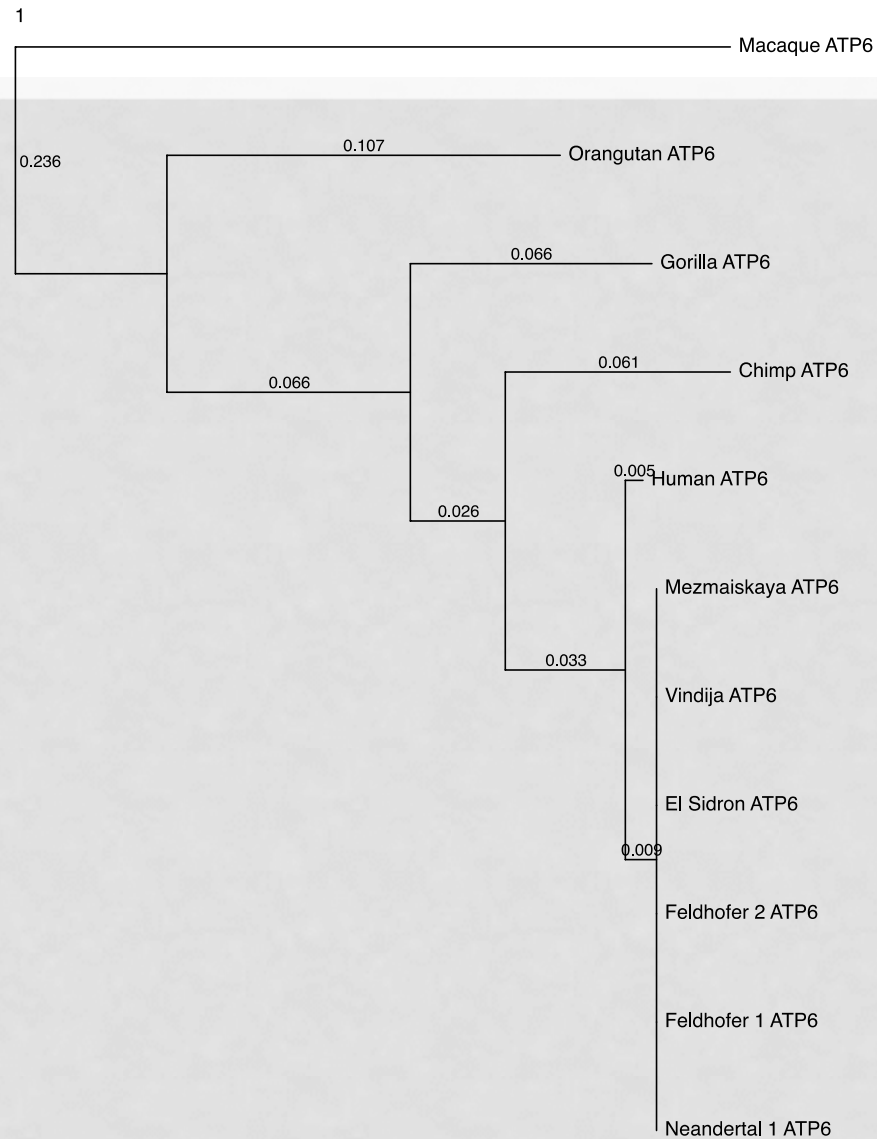 1
Macaque ATP6
0.236
0.107
Orangutan ATP6
0.066
Gorilla ATP6
0.066
0.061
Chimp ATP6
0.005
Human ATP6
0.026
Mezmaiskaya ATP6
0.033
Vindija ATP6
El Sidron ATP6
0.009
Feldhofer 2 ATP6
Feldhofer 1 ATP6
Neandertal 1 ATP6